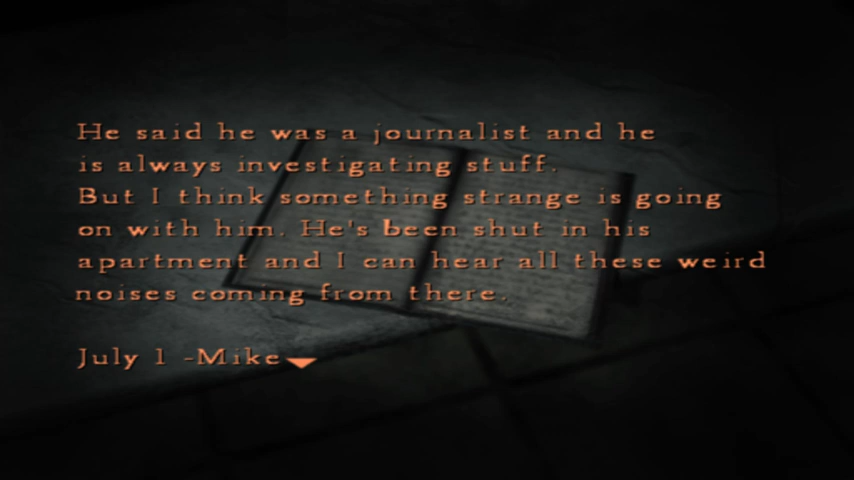 He said he was a journalist and he
is always investigating stuff.
But I think something strange is going
on with him. He's been shut in his
apartment and I can hear all these weird
noises coming from there.
July 1 -Mike